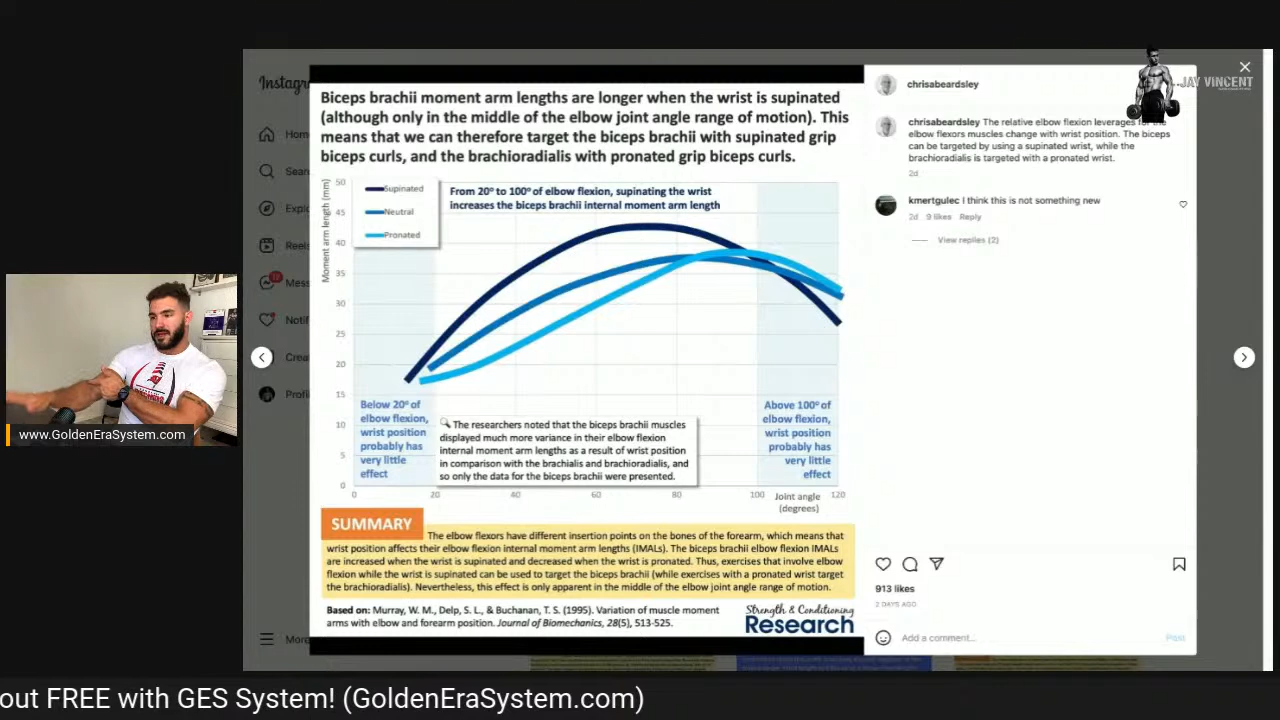 Instagr
JAY VINCENT
Hom
Sear
Explo
Reels
Mess
Notif
Crea
Profil
More
Biceps brachii moment arm lengths are longer when the wrist is supinated
(although only in the middle of the elbow joint angle range of motion). This
means that we can therefore target the biceps brachii with supinated grip
biceps curls, and the brachioradialis with pronated grip biceps curls.
Moment arm length (mm)
50
45
40
35
30
25
20
15
10
5
0
Supinated
Neutral
Pronated
From 20° to 100° of elbow flexion, supinating the wrist
increases the biceps brachii internal moment arm length
Below 20° of
elbow flexion,
wrist position
probably has
very little
effect
The researchers noted that the biceps brachii muscles
displayed much more variance in their elbow flexion
internal moment arm lengths as a result of wrist position
in comparison with the brachialis and brachioradialis, and
so only the data for the biceps brachii were presented.
Above 100° of
elbow flexion,
wrist position
probably has
very little
effect
0 20 40 60 80 100 120
Joint angle
(degrees)
SUMMARY
The elbow flexors have different insertion points on the bones of the forearm, which means that
wrist position affects their elbow flexion internal moment arm lengths (IMALs). The biceps brachii elbow flexion IMALs
are increased when the wrist is supinated and decreased when the wrist is pronated. Thus, exercises that involve elbow
flexion while the wrist is supinated can be used to target the biceps brachii (while exercises with a pronated wrist target
the brachioradialis). Nevertheless, this effect is only apparent in the middle of the elbow joint angle range of motion.
Based on: Murray, W. M., Delp, S. L., & Buchanan, T. S. (1995). Variation of muscle moment
arms with elbow and forearm position. Journal of Biomechanics, 28(5), 513-525.
Strength & Conditioning
Research
chrisabeardsley
chrisabeardsley The relative elbow flexion leverages for the
elbow flexors muscles change with wrist position. The biceps
can be targeted by using a supinated wrist, while the
brachioradialis is targeted with a pronated wrist.
2d
kmertgulec I think this is not something new
2d 9 likes Reply
View replies (2)
913 likes
2 DAYS AGO
Add a comment...
Post
www.GoldenEraSystem.com
out FREE with GES System! (GoldenEraSystem.com)